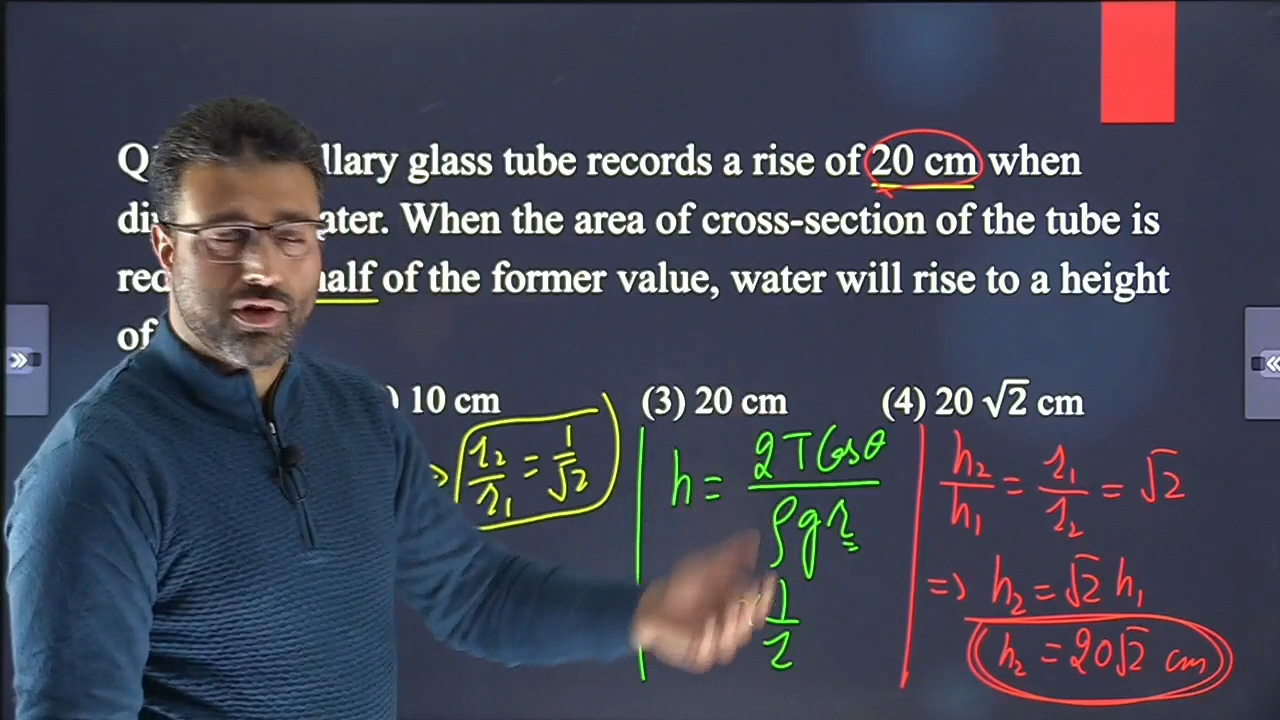 Q llary glass tube records a rise of 20 cm when
di ater. When the area of cross-section of the tube is
red half of the former value, water will rise to a height
of
) 10 cm (3) 20 cm (4) 20 √2 cm
r₂/r₁ = 1/√2
h = 2T Cosθ/ρgr
1/r
h₂/h₁ = r₁/r₂ = √2
=> h₂ = √2 h₁
h₂ = 20√2 cm